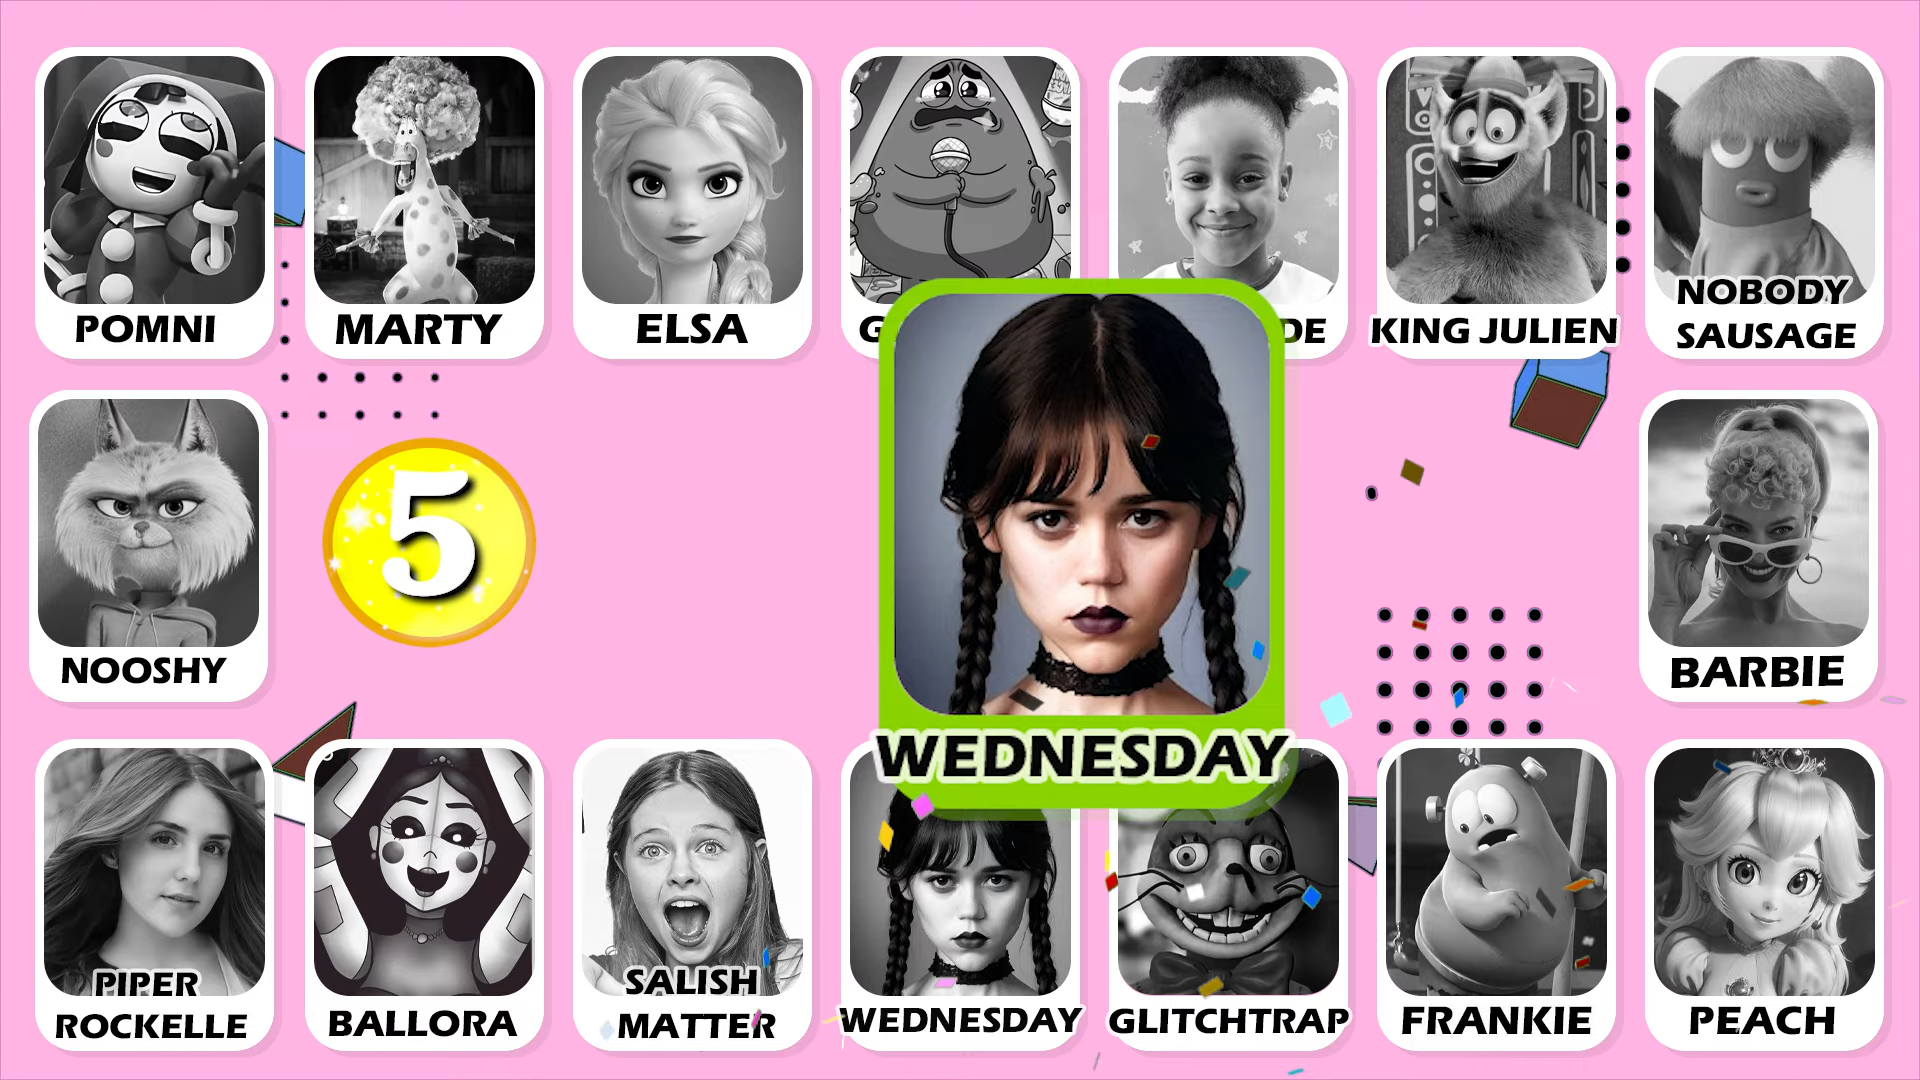 POMNI
MARTY
ELSA
G
DE
KING JULIEN
NOBODY
SAUSAGE
NOOSHY
5
BARBIE
WEDNESDAY
PIPER
ROCKELLE
BALLORA
SALISH
MATTER
WEDNESDAY
GLITCHTRAP
FRANKIE
PEACH